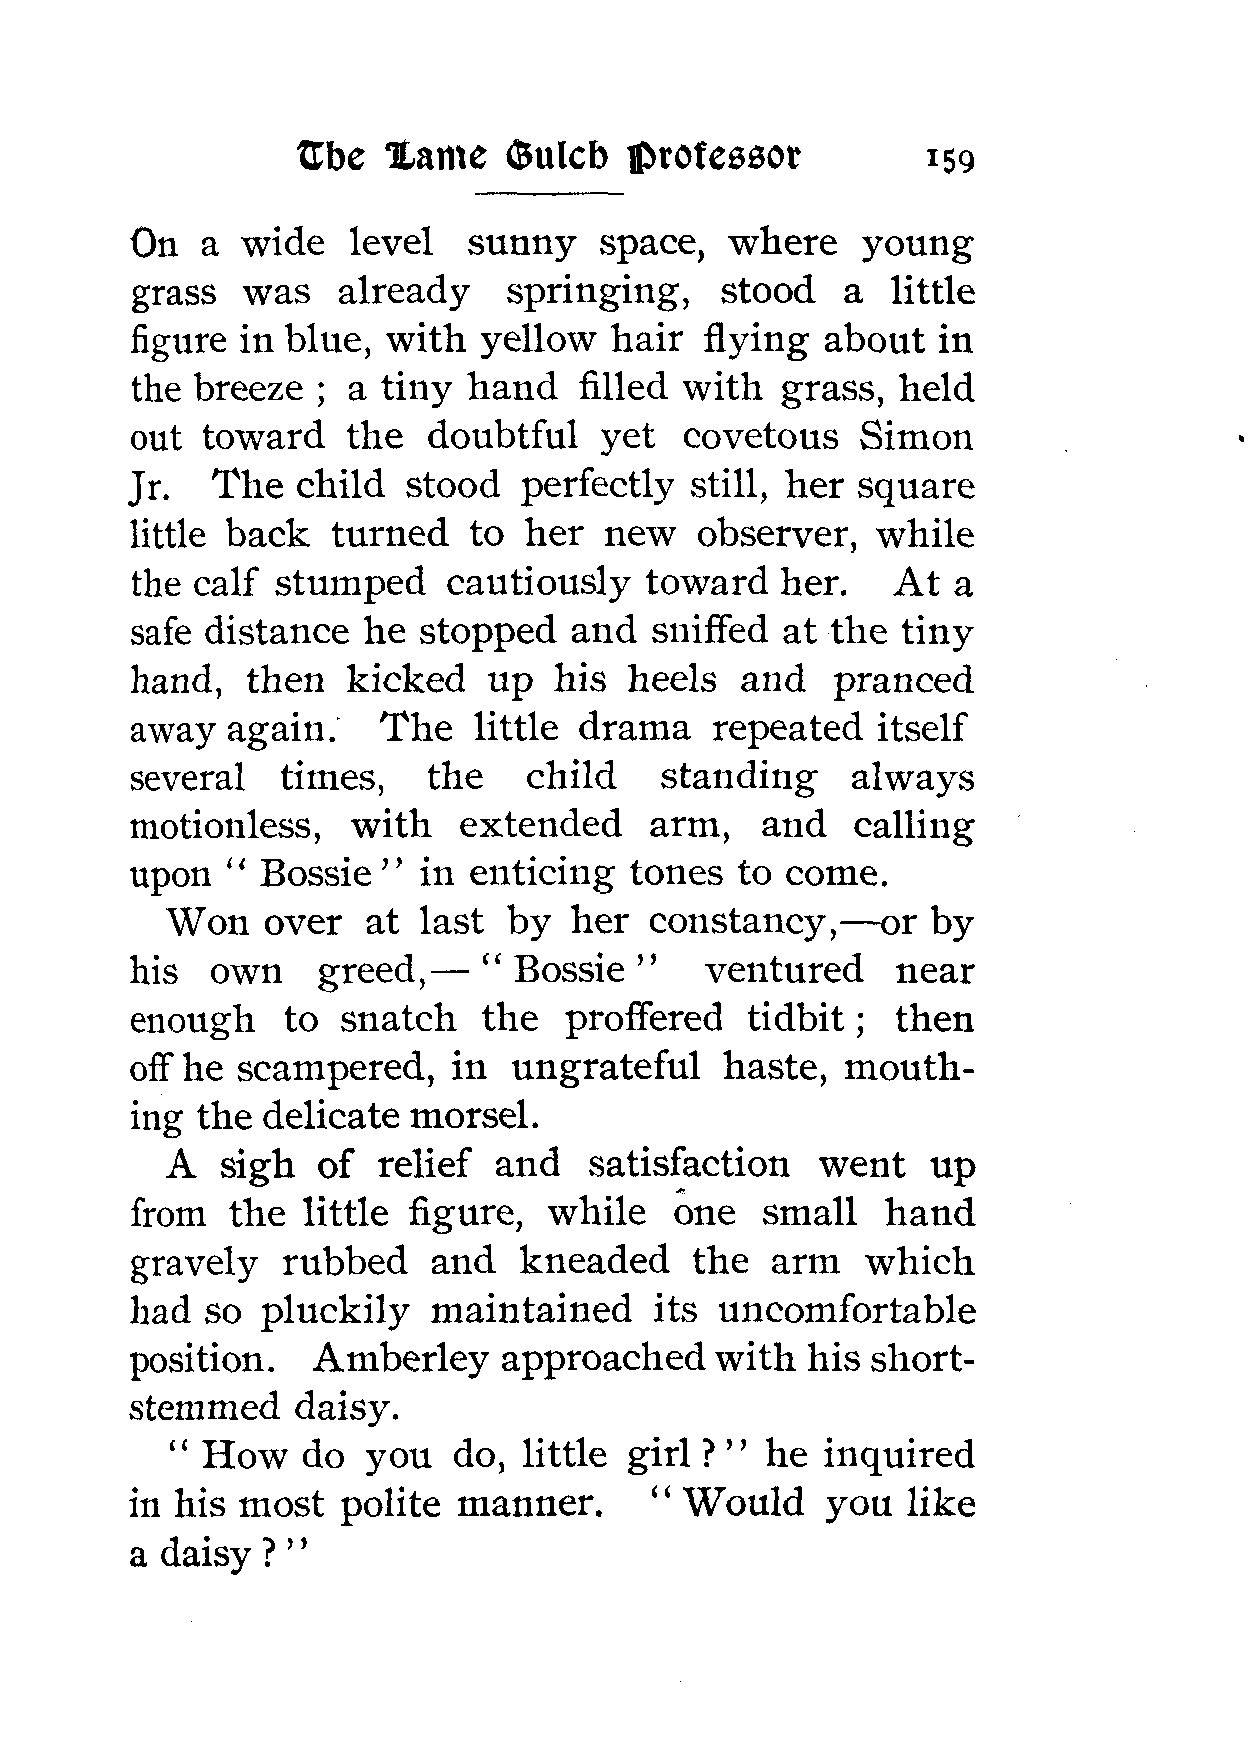 The Lame Gulch Professor 159
On a wide level sunny space, where young
grass was already springing, stood a little
figure in blue, with yellow hair flying about in
the breeze ; a tiny hand filled with grass, held
out toward the doubtful yet covetous Simon
Jr. The child stood perfectly still, her square
little back turned to her new observer, while
the calf stumped cautiously toward her. At a
safe distance he stopped and sniffed at the tiny
hand, then kicked up his heels and pranced
away again. The little drama repeated itself
several times, the child standing always
motionless, with extended arm, and calling
upon “ Bossie ” in enticing tones to come.
Won over at last by her constancy,—or by
his own greed,— “ Bossie ” ventured near
enough to snatch the proffered tidbit ; then
off he scampered, in ungrateful haste, mouth-
ing the delicate morsel.
A sigh of relief and satisfaction went up
from the little figure, while one small hand
gravely rubbed and kneaded the arm which
had so pluckily maintained its uncomfortable
position. Amberley approached with his short-
stemmed daisy.
“ How do you do, little girl ? ” he inquired
in his most polite manner. “ Would you like
a daisy ? ”